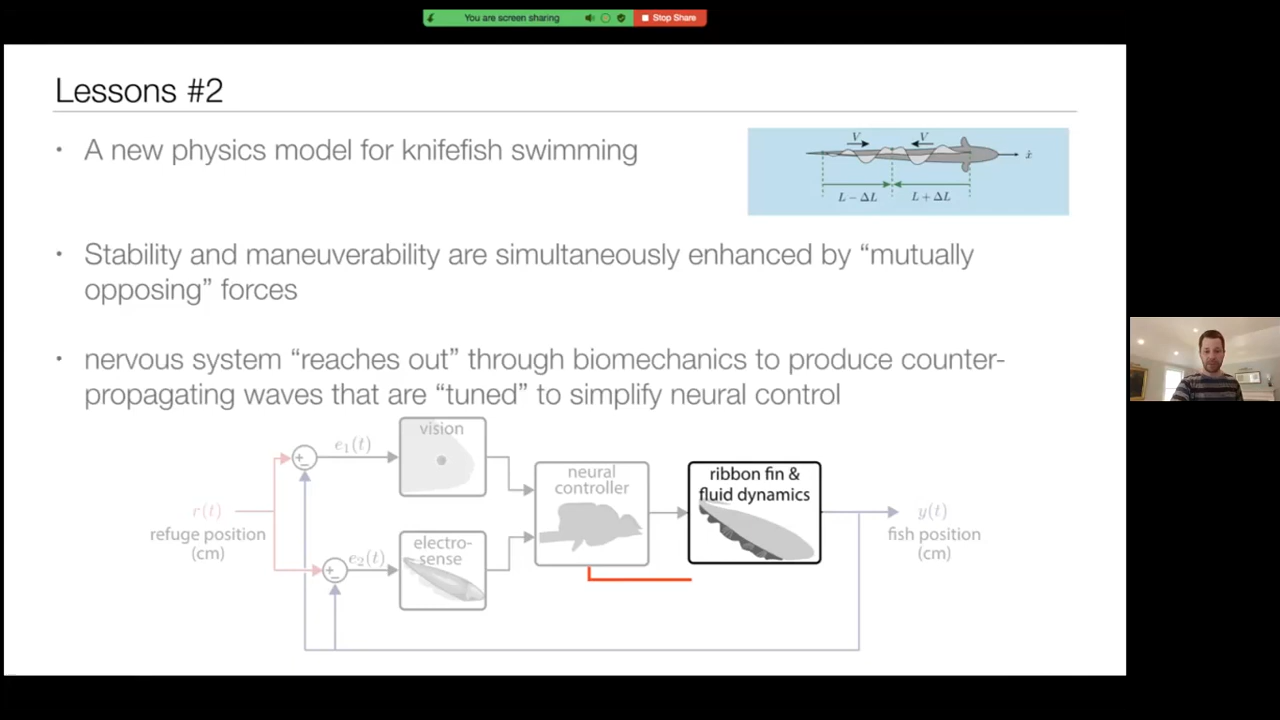 You are screen sharing
Stop Share
Lessons #2
• A new physics model for knifefish swimming
V V
ẋ
L − ΔL L + ΔL
• Stability and maneuverability are simultaneously enhanced by “mutually
opposing” forces
• nervous system “reaches out” through biomechanics to produce counter-
propagating waves that are “tuned” to simplify neural control
vision
e₁(t)
+ −
neural
controller
ribbon fin &
fluid dynamics
r(t)
refuge position
(cm)
y(t)
fish position
(cm)
electro-
sense
e₂(t)
+ −